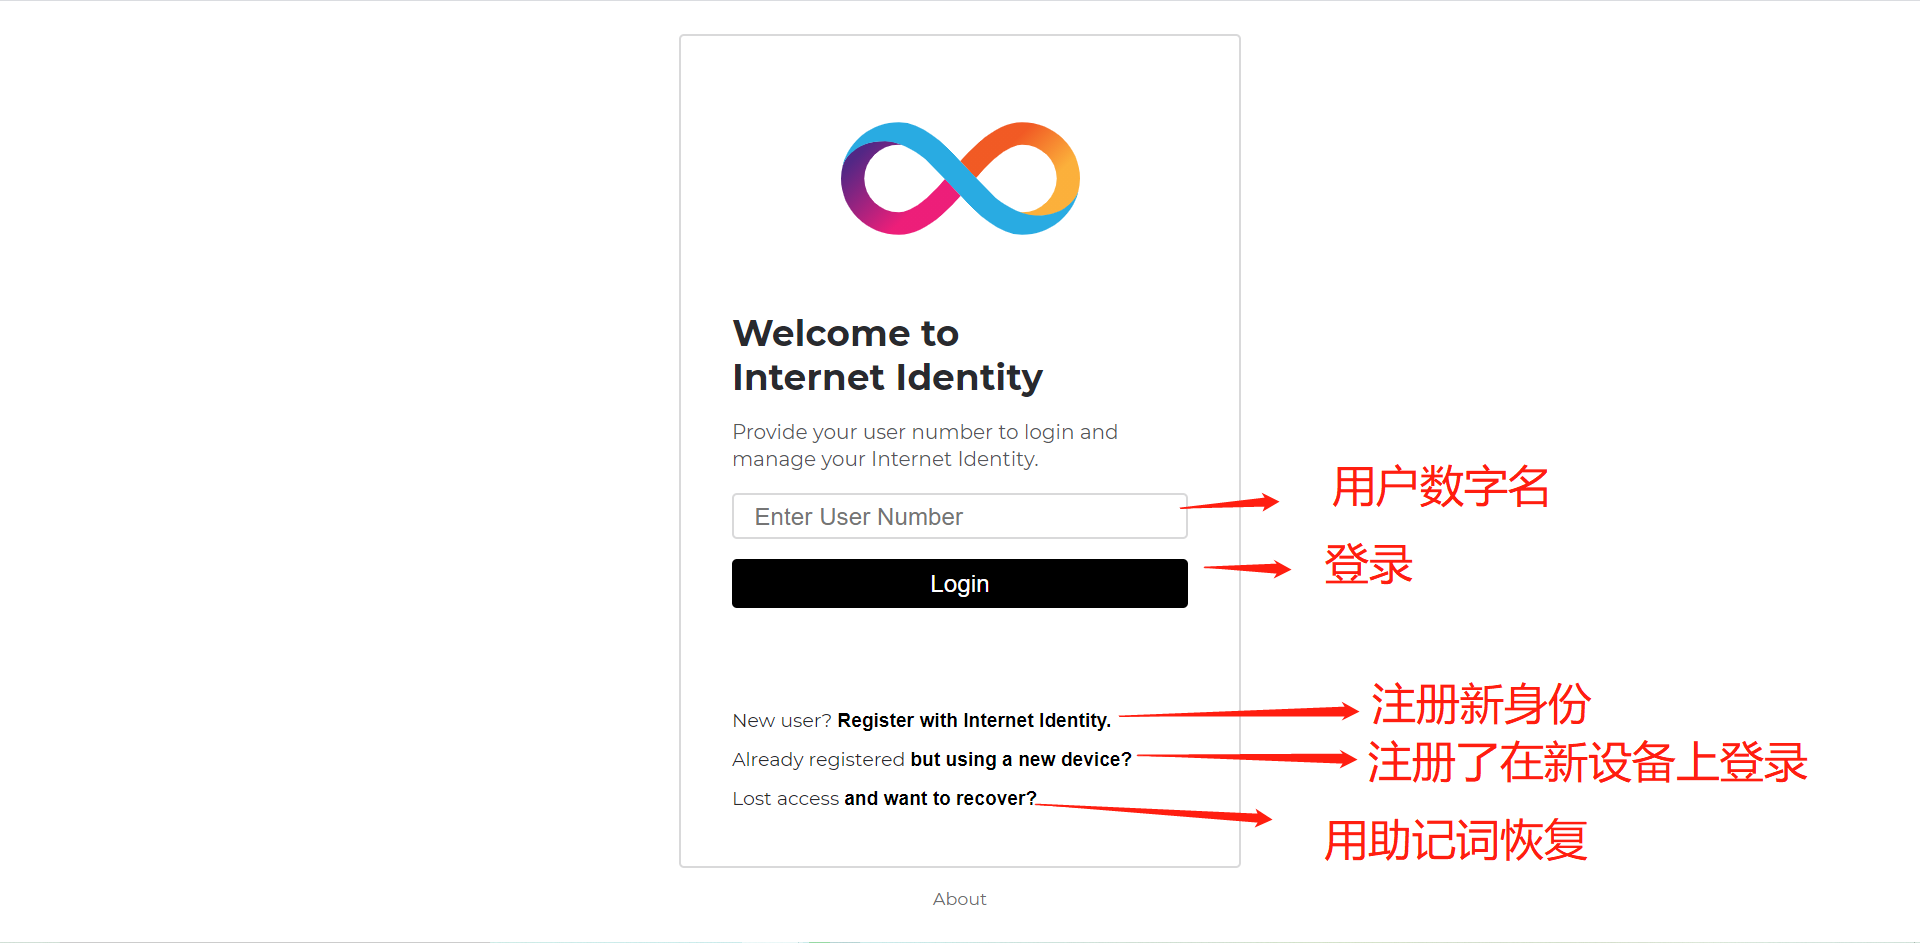 Welcome to
Internet Identity
Provide your user number to login and
manage your Internet Identity.
用户数字名
Enter User Number
登录
Login
注册新身份
New user? Register with Internet Identity.
注册了在新设备上登录
Already registered but using a new device?
Lost access and want to recover?
用助记词恢复
About